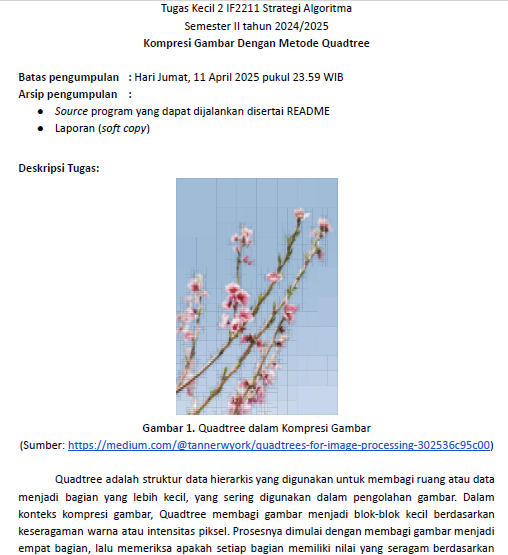 Tugas Kecil 2 IF2211 Strategi Algoritma
Semester II tahun 2024/2025
Kompresi Gambar Dengan Metode Quadtree
Batas pengumpulan : Hari Jumat, 11 April 2025 pukul 23.59 WIB
Arsip pengumpulan :
● Source program yang dapat dijalankan disertai README
● Laporan (soft copy)
Deskripsi Tugas:
Gambar 1. Quadtree dalam Kompresi Gambar
(Sumber: https://medium.com/@tannerwyork/quadtrees-for-image-processing-302536c95c00)
Quadtree adalah struktur data hierarkis yang digunakan untuk membagi ruang atau data
menjadi bagian yang lebih kecil, yang sering digunakan dalam pengolahan gambar. Dalam
konteks kompresi gambar, Quadtree membagi gambar menjadi blok-blok kecil berdasarkan
keseragaman warna atau intensitas piksel. Prosesnya dimulai dengan membagi gambar menjadi
empat bagian, lalu memeriksa apakah setiap bagian memiliki nilai yang seragam berdasarkan